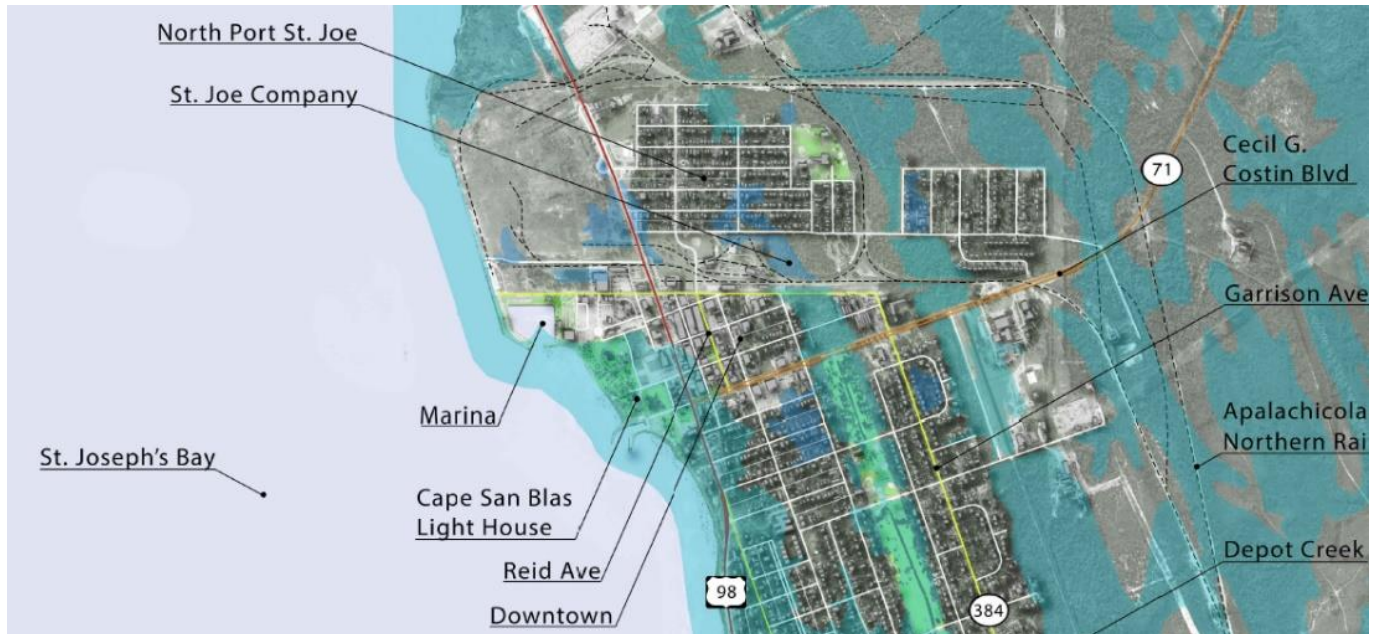 North Port St. Joe
St. Joe Company
Cecil G.
Costin Blvd
71
Garrison Ave
Marina
Apalachicola
Northern Rai
St. Joseph's Bay
Cape San Blas
Light House
Reid Ave
Depot Creek
98
Downtown
384